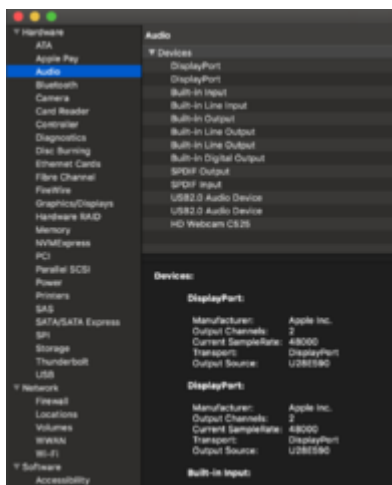 Hardware
ATA
Apple Pay
Audio
Bluetooth
Camera
Card Reader
Controller
Diagnostics
Disc Burning
Ethernet Cards
Fibre Channel
FireWire
Graphics/Displays
Hardware RAID
Memory
NVMExpress
PCI
Parallel SCSI
Power
Printers
SAS
SATA/SATA Express
SPI
Storage
Thunderbolt
USB
Network
Firewall
Locations
Volumes
WWAN
Wi-Fi
Software
Accessibility
Audio
Devices
DisplayPort
DisplayPort
Built-in Input
Built-in Line Input
Built-in Output
Built-in Line Output
Built-in Line Output
Built-in Digital Output
SPDIF Output
SPDIF Input
USB2.0 Audio Device
USB2.0 Audio Device
HD Webcam C525
Devices:
DisplayPort:
Manufacturer: Apple Inc.
Output Channels: 2
Current SampleRate: 48000
Transport: DisplayPort
Output Source: U28E590
DisplayPort:
Manufacturer: Apple Inc.
Output Channels: 2
Current SampleRate: 48000
Transport: DisplayPort
Output Source: U28E590
Built-in Input: